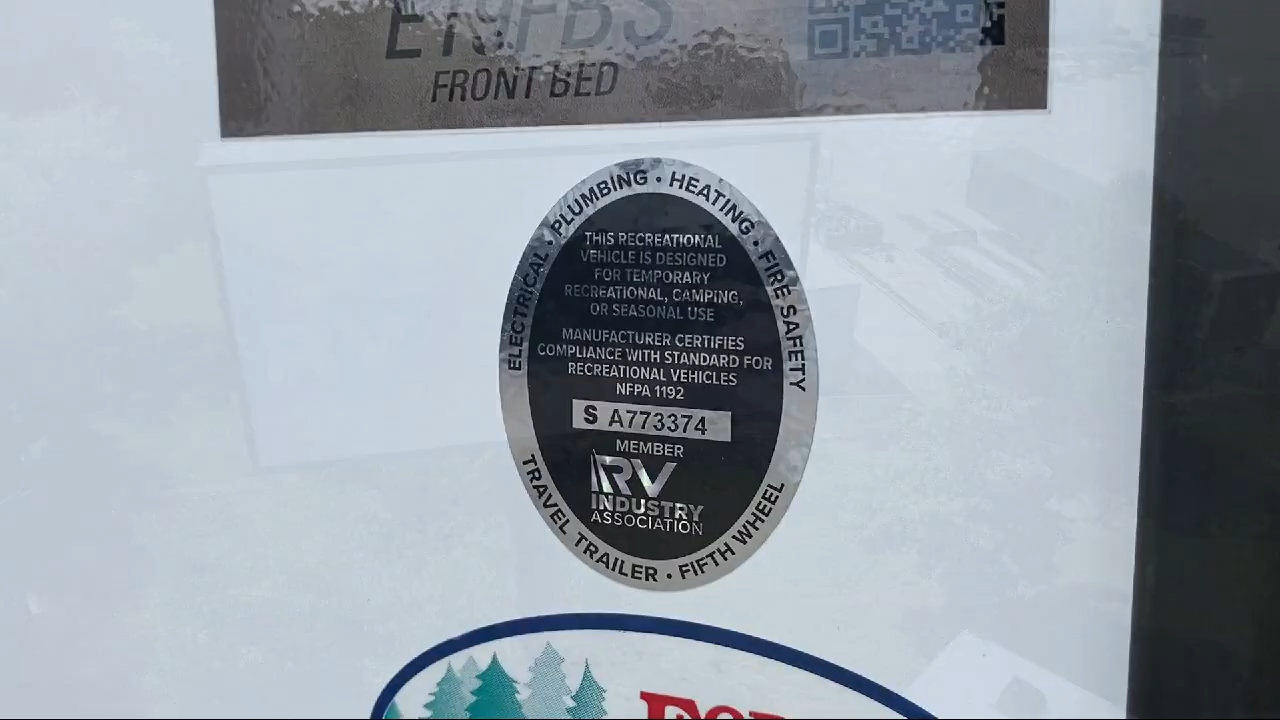 E19FBS
FRONT BED
ELECTRICAL • PLUMBING • HEATING • FIRE SAFETY
THIS RECREATIONAL
VEHICLE IS DESIGNED
FOR TEMPORARY
RECREATIONAL, CAMPING,
OR SEASONAL USE
MANUFACTURER CERTIFIES
COMPLIANCE WITH STANDARD FOR
RECREATIONAL VEHICLES
NFPA 1192
S A773374
MEMBER
RV
INDUSTRY
ASSOCIATION
TRAVEL TRAILER • FIFTH WHEEL